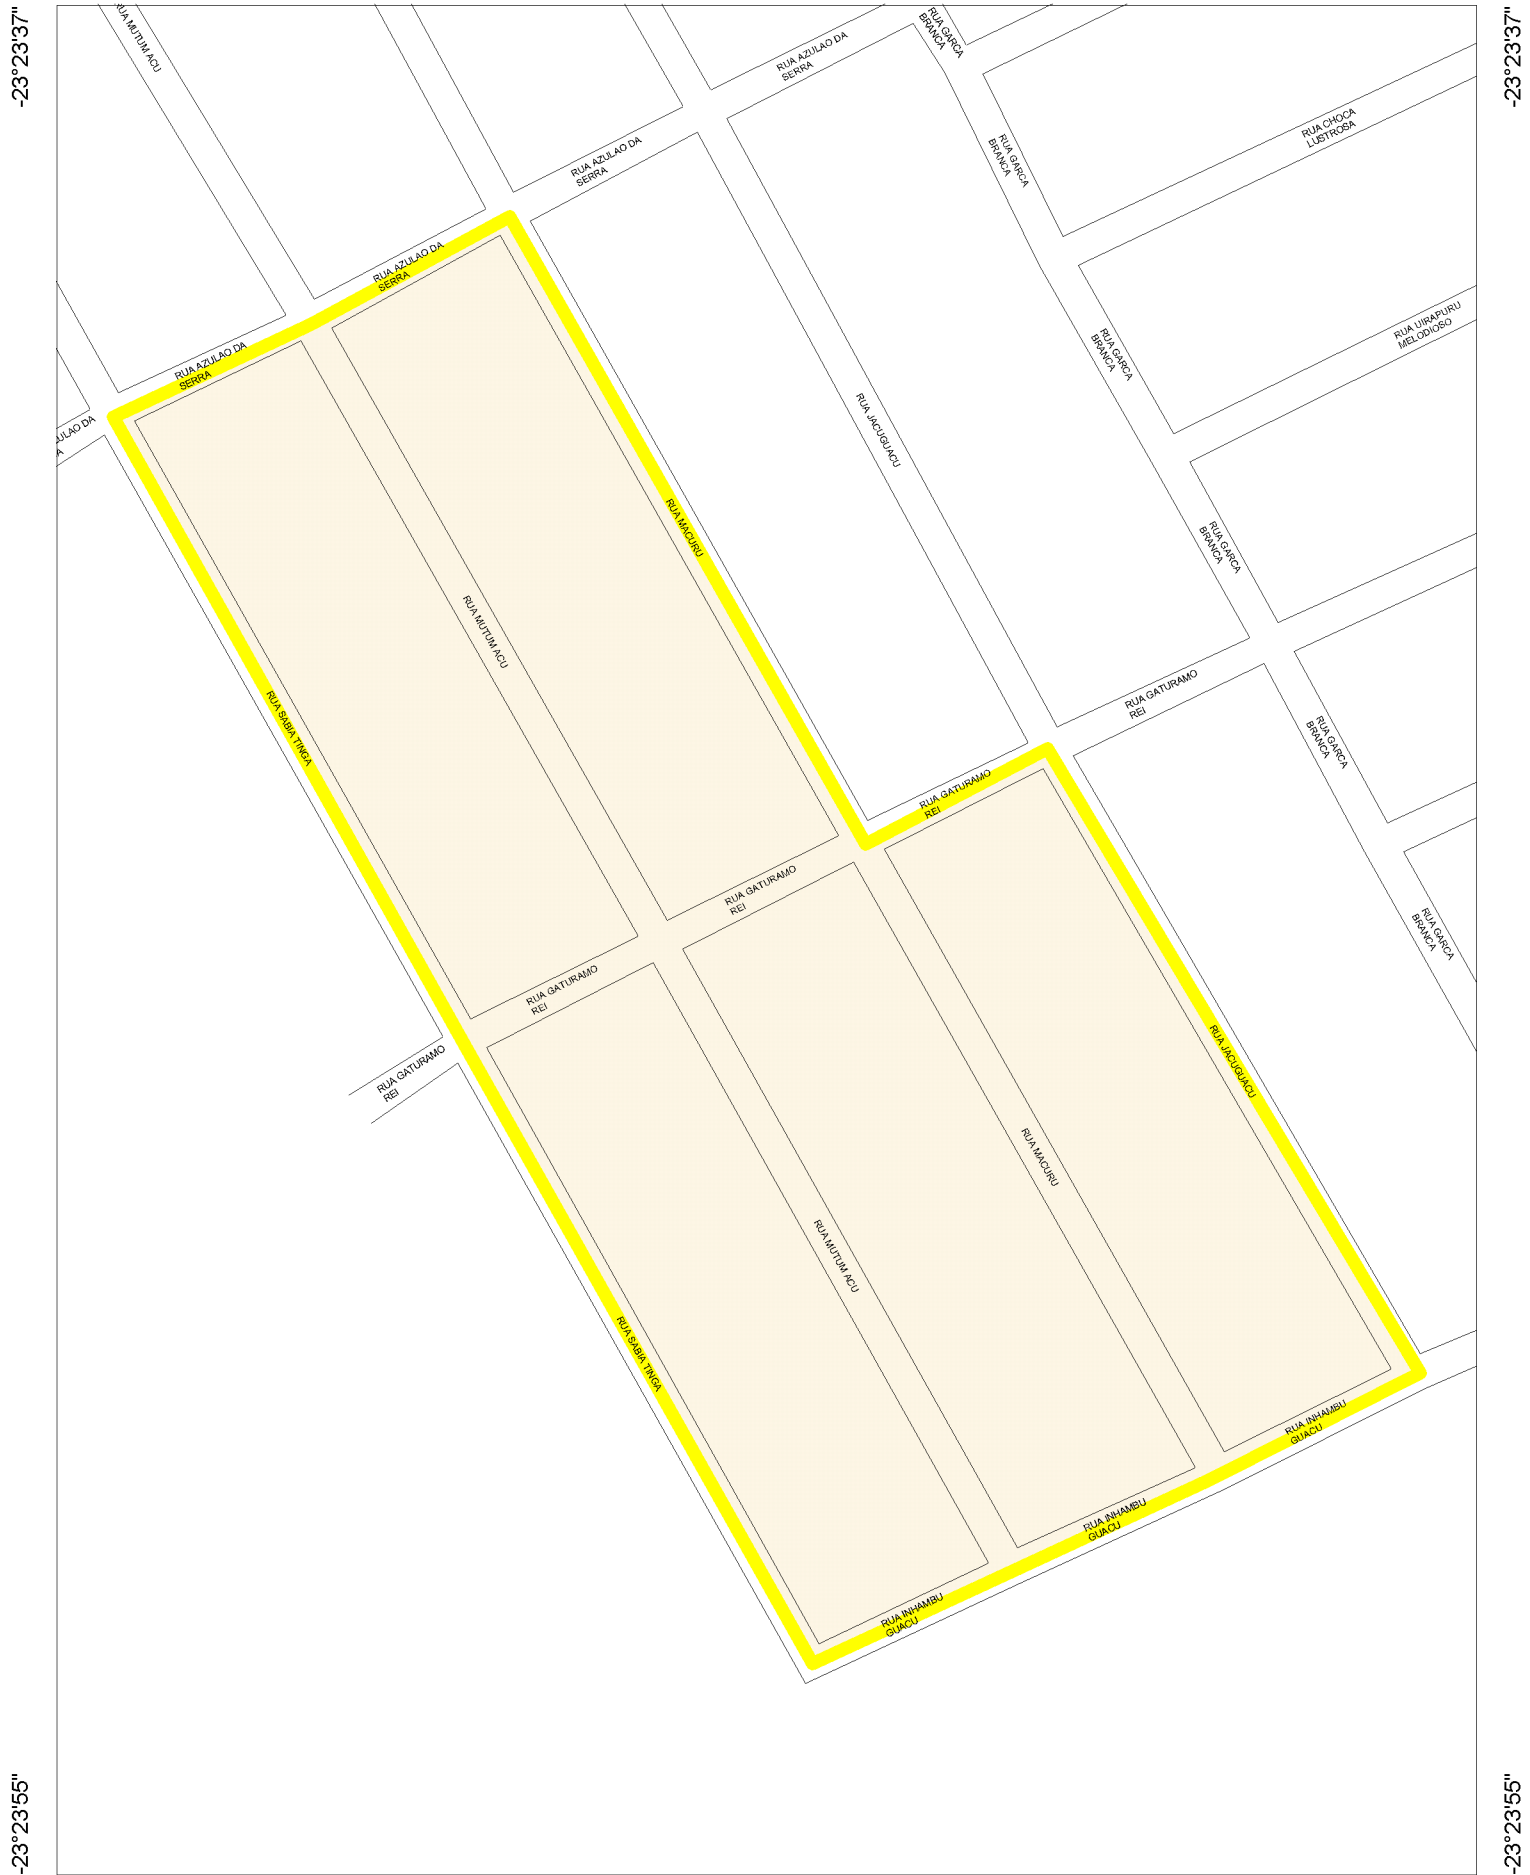 -23°23'37"
-23°23'37"
RUA MUTUM ACU
RUA GARCA
BRANCA
RUA AZULAO DA
SERRA
RUA CHOCA
LUSTROSA
RUA AZULAO DA
SERRA
RUA GARCA
BRANCA
RUA AZULAO DA
SERRA
RUA UIRAPURU
MELODIOSO
RUA GARCA
BRANCA
RUA AZULAO DA
SERRA
ULAO DA
A
RUA JACUGUACU
RUA MACURU
RUA GARCA
BRANCA
RUA MUTUM ACU
RUA GATURAMO
REI
RUA SABIA TINGA
RUA GARCA
BRANCA
RUA GATURAMO
REI
RUA GATURAMO
REI
RUA GARCA
BRANCA
RUA GATURAMO
REI
RUA GATURAMO
REI
RUA JACUGUACU
RUA MACURU
RUA MUTUM ACU
RUA SABIA TINGA
RUA INHAMBU
GUACU
RUA INHAMBU
GUACU
RUA INHAMBU
GUACU
-23°23'55"
-23°23'55"